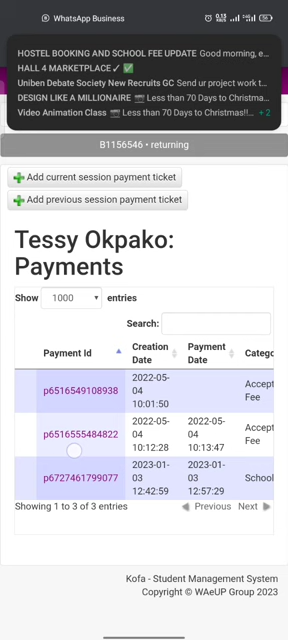 WhatsApp Business
0.13
5G
HOSTEL BOOKING AND SCHOOL FEE UPDATE Good morning, e...
HALL 4 MARKETPLACE✓ ✅
Uniben Debate Society New Recruits GC Send ur project work t...
DESIGN LIKE A MILLIONAIRE Less than 70 Days to Christma...
Video Animation Class Less than 70 Days to Christmas!!... + 2
B1156546 • returning
Add current session payment ticket
Add previous session payment ticket
Tessy Okpako:
Payments
Show 1000 entries
Search:
Payment Id Creation Date Payment Date Catego
p6516549108938 2022-05-04 10:01:50 Accept Fee
p6516555484822 2022-05-04 10:12:28 2022-05-04 10:13:47 Accept Fee
p6727461799077 2023-01-03 12:42:59 2023-01-03 12:57:29 School
Showing 1 to 3 of 3 entries Previous Next
Kofa - Student Management System
Copyright © WAeUP Group 2023